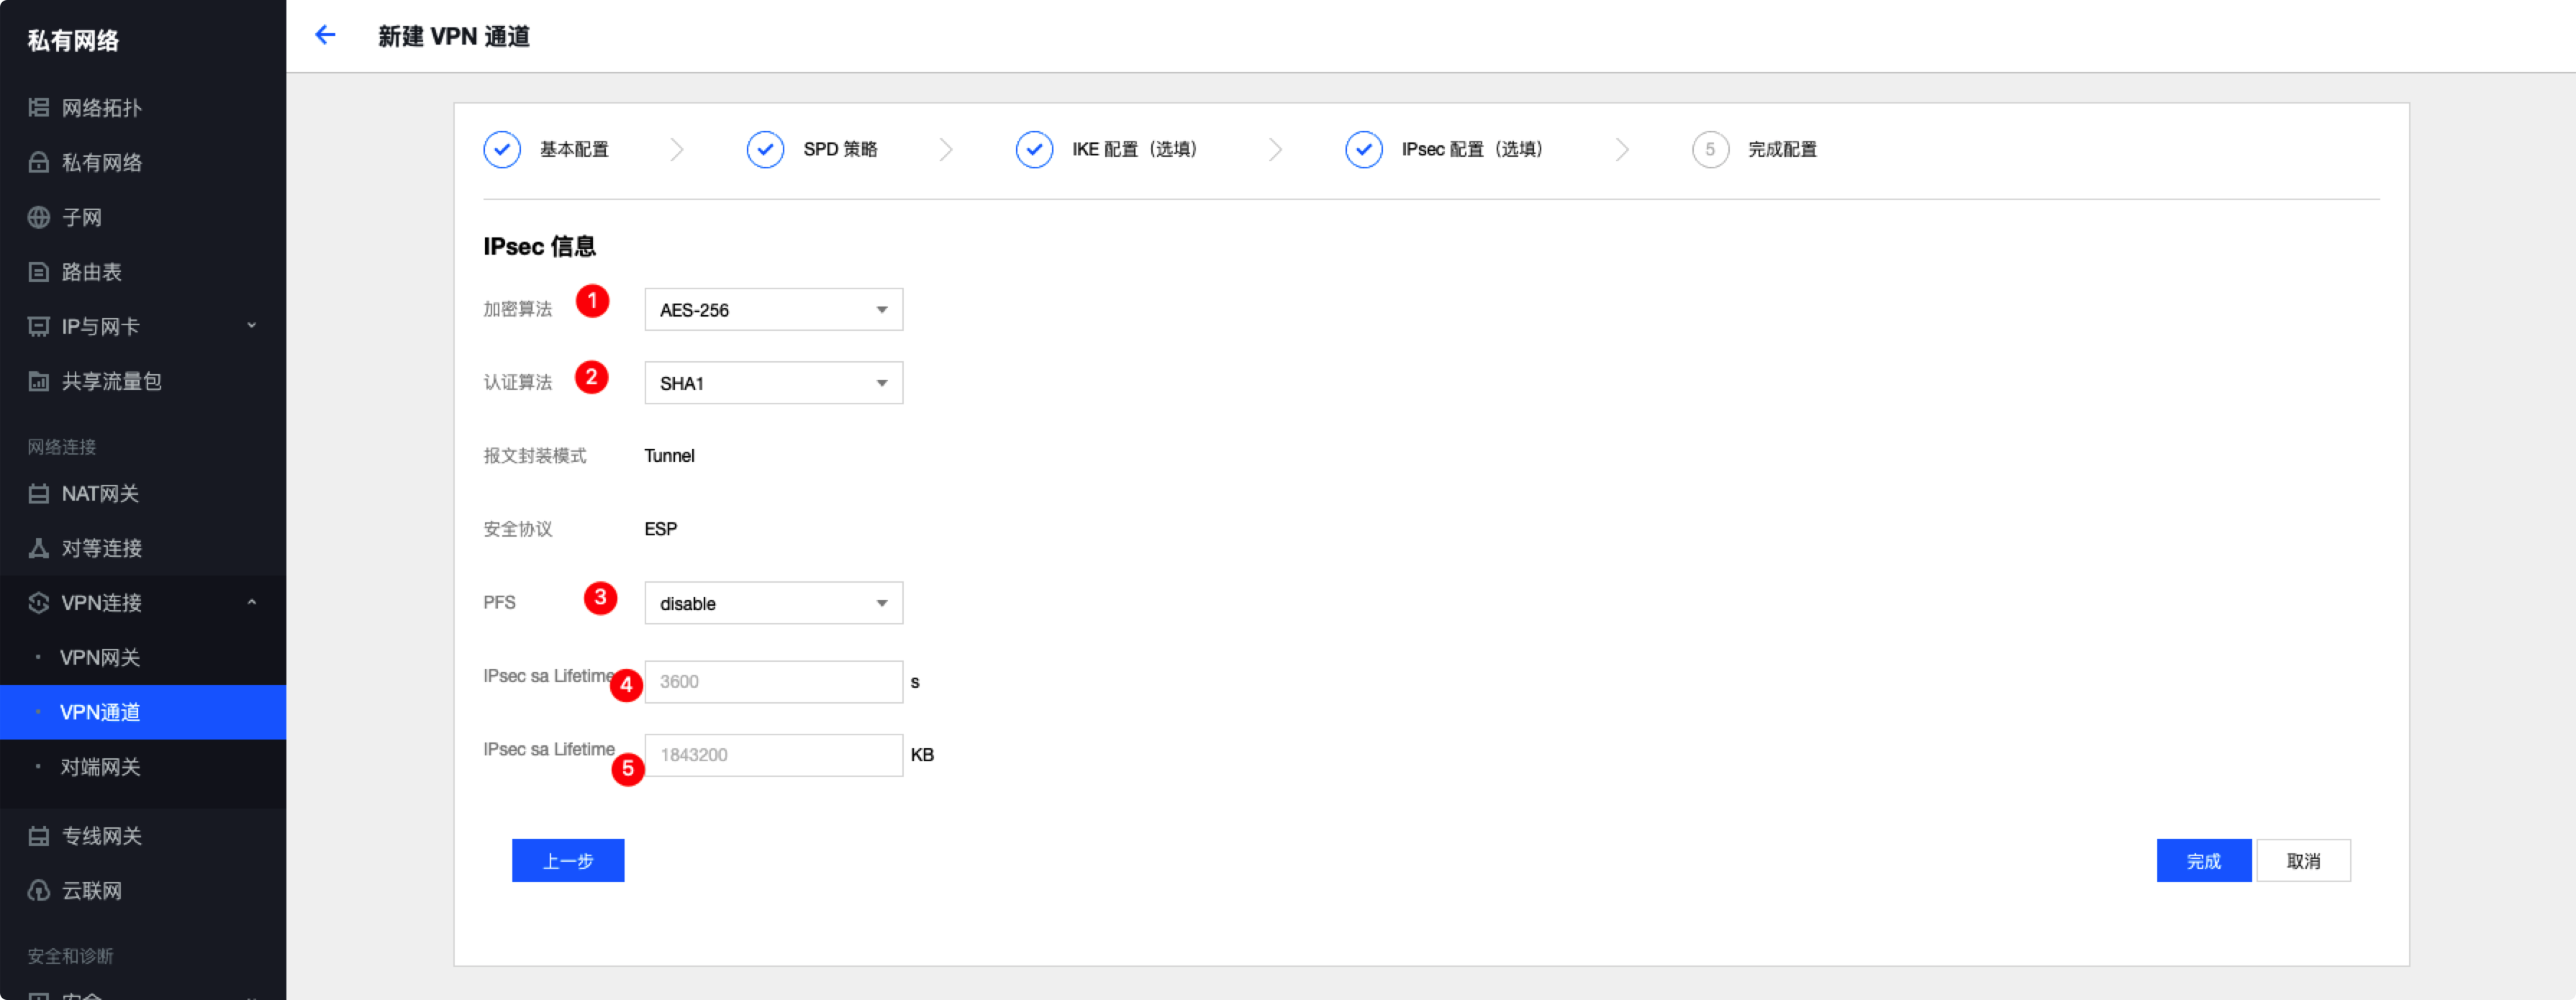 私有网络
网络拓扑
私有网络
子网
路由表
IP与网卡
共享流量包
网络连接
NAT网关
对等连接
VPN连接
VPN网关
VPN通道
对端网关
专线网关
云联网
安全和诊断
安全
新建 VPN 通道
基本配置
SPD 策略
IKE 配置（选填）
IPsec 配置（选填）
5 完成配置
IPsec 信息
加密算法 1 AES-256
认证算法 2 SHA1
报文封装模式 Tunnel
安全协议 ESP
PFS 3 disable
IPsec sa Lifetime 4 3600 s
IPsec sa Lifetime 5 1843200 KB
上一步
完成 取消